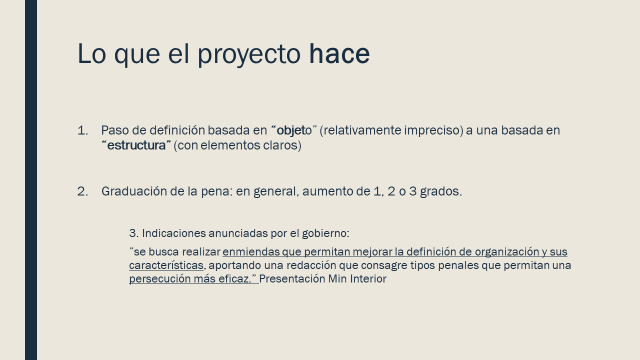 Lo que el proyecto hace
1. Paso de definición basada en “objeto” (relativamente impreciso) a una basada en
“estructura” (con elementos claros)
2. Graduación de la pena: en general, aumento de 1, 2 o 3 grados.
3. Indicaciones anunciadas por el gobierno:
“se busca realizar enmiendas que permitan mejorar la definición de organización y sus
características, aportando una redacción que consagre tipos penales que permitan una
persecución más eficaz.” Presentación Min Interior